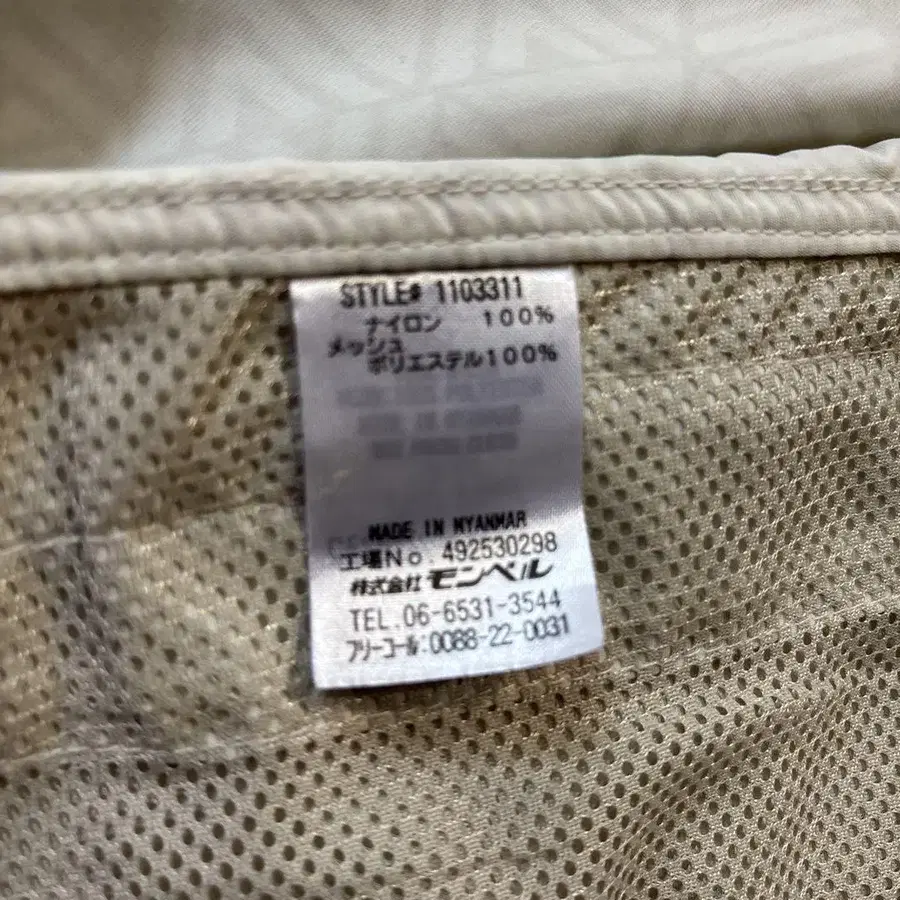 STYLE# 1103311
ナイロン 100%
メッシュ
ポリエステル100%
MADE IN MYANMAR
工場No. 492530298
株式会社 モンベル
TEL. 06-6531-3544
フリーコール:0088-22-0031